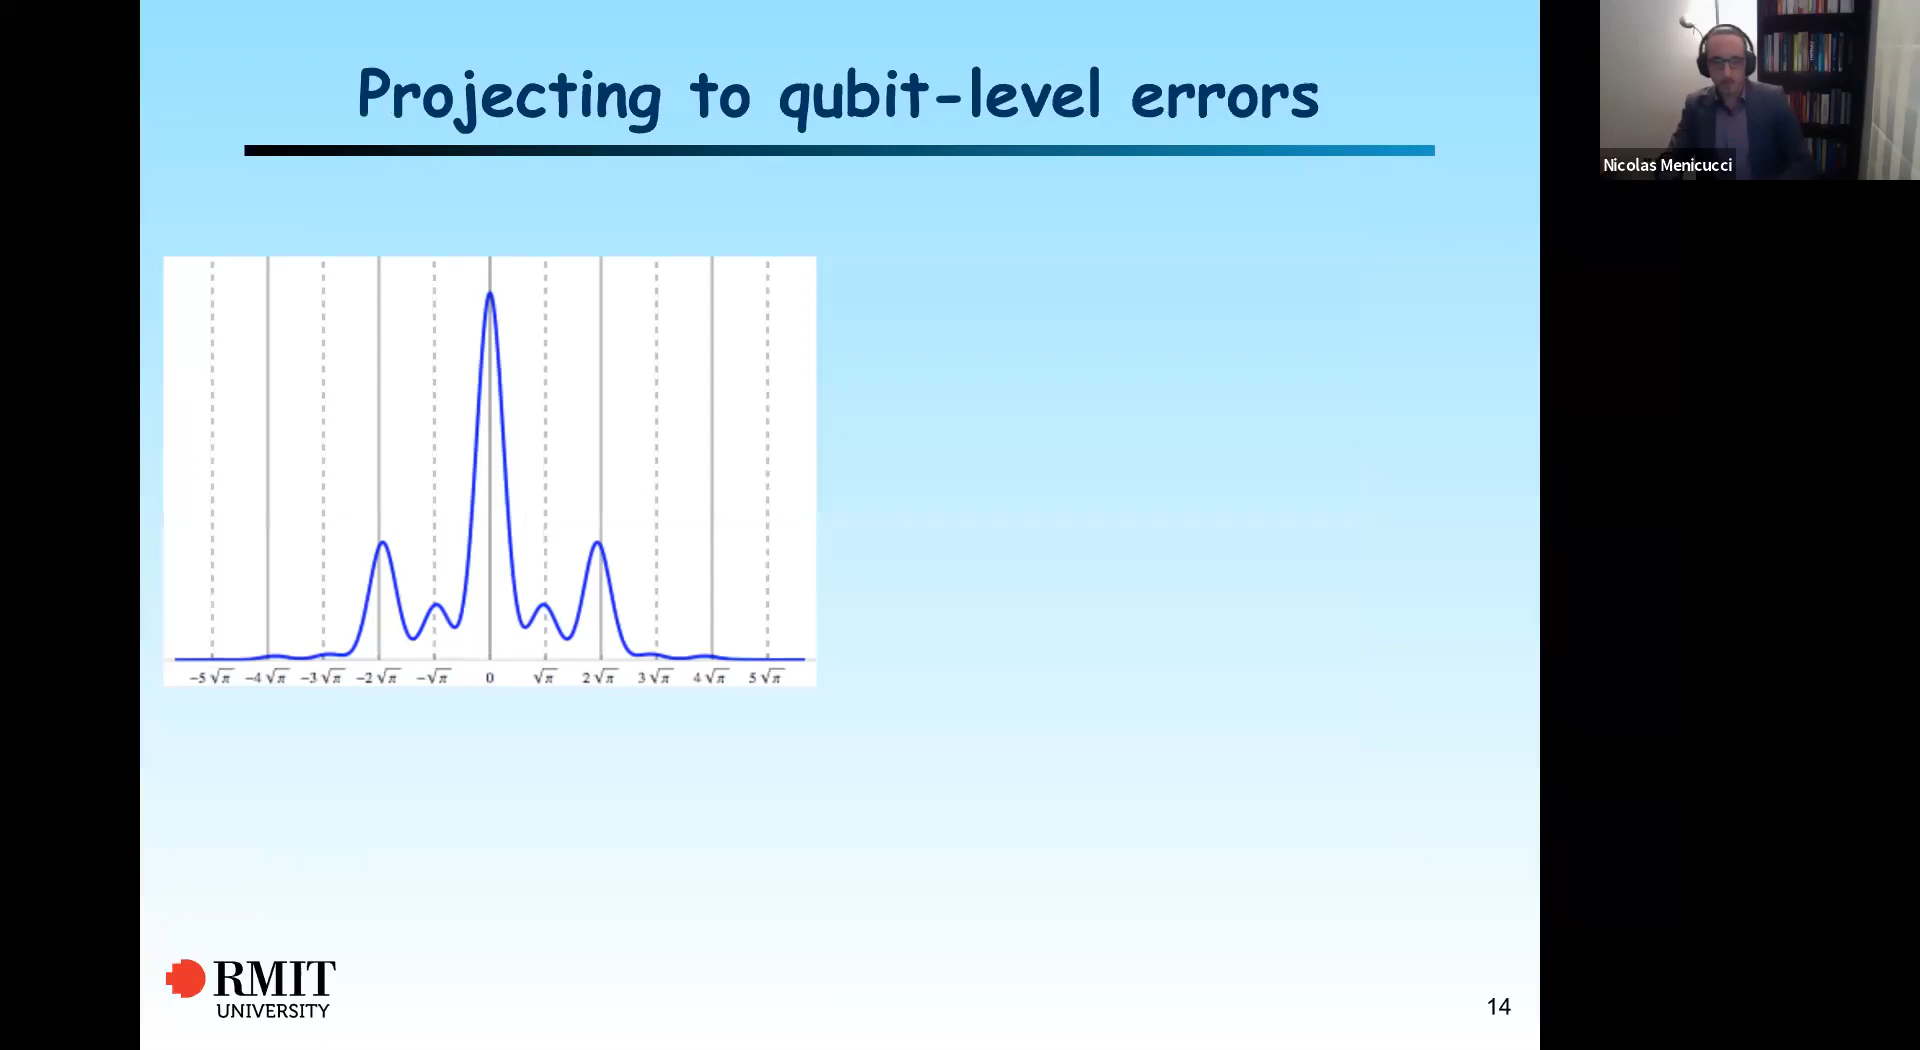 Projecting to qubit-level errors
Nicolas Menicucci
−5√π −4√π −3√π −2√π −√π 0 √π 2√π 3√π 4√π 5√π
RMIT
UNIVERSITY
14